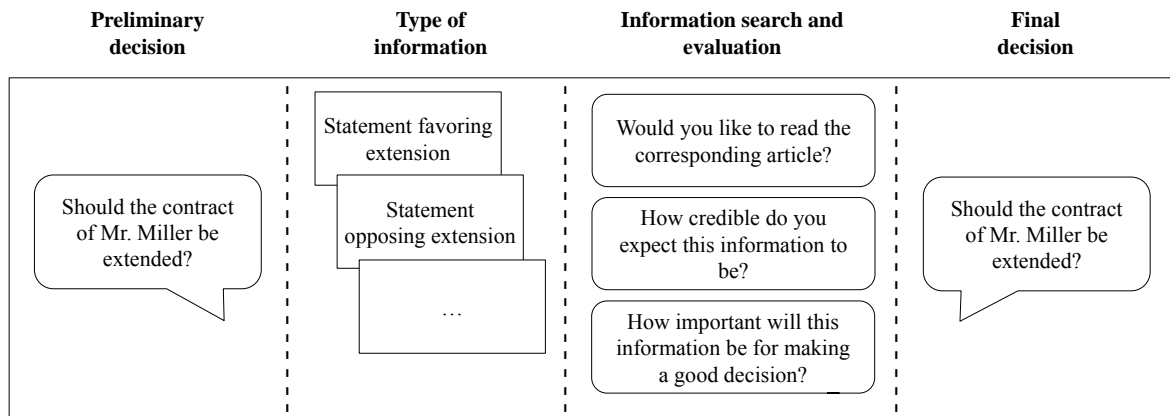 Preliminary
decision
Type of
information
Information search and
evaluation
Final
decision
Should the contract
of Mr. Miller be
extended?
Statement favoring
extension
Statement
opposing extension
…
Would you like to read the
corresponding article?
How credible do you
expect this information to
be?
How important will this
information be for making
a good decision?
Should the contract
of Mr. Miller be
extended?